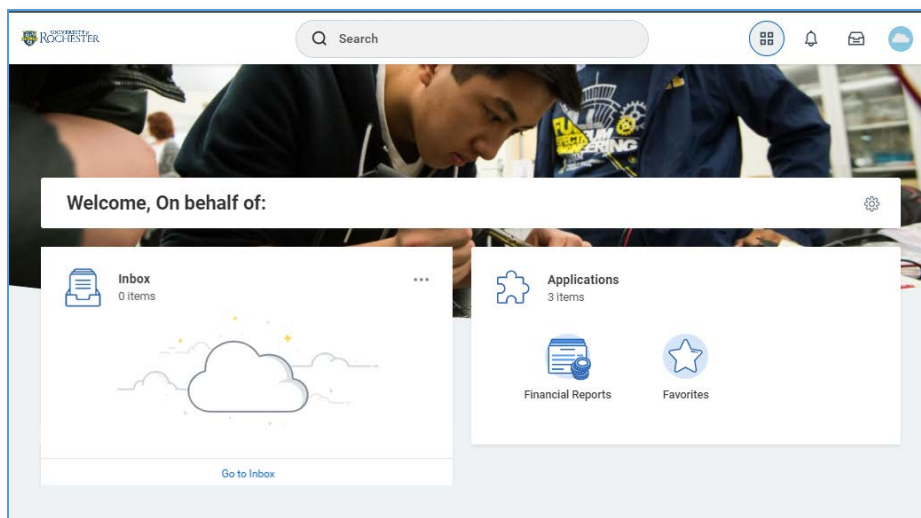 UNIVERSITY of
ROCHESTER
Search
Welcome, On behalf of:
Inbox
0 items
Applications
3 items
Financial Reports
Favorites
Go to Inbox